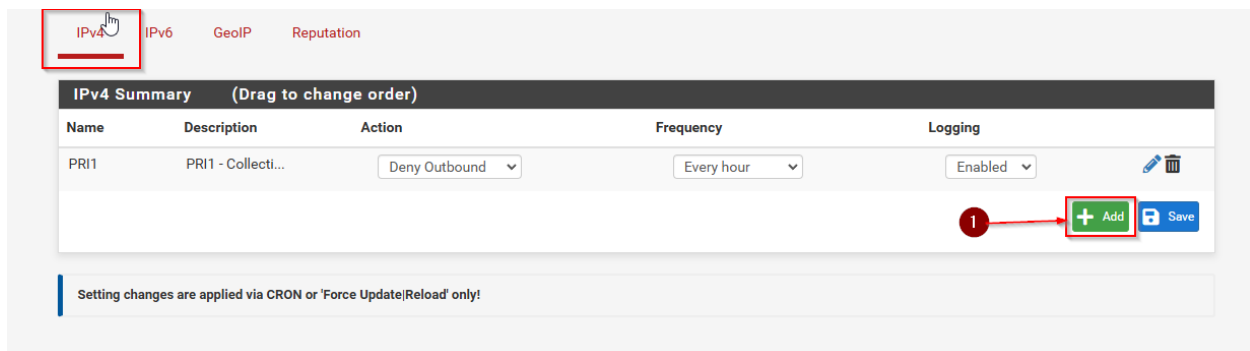 IPv4 IPv6 GeoIP Reputation
IPv4 Summary (Drag to change order)
Name Description Action Frequency Logging
PRI1 PRI1 - Collecti... Deny Outbound Every hour Enabled
1 Add Save
Setting changes are applied via CRON or 'Force Update|Reload' only!